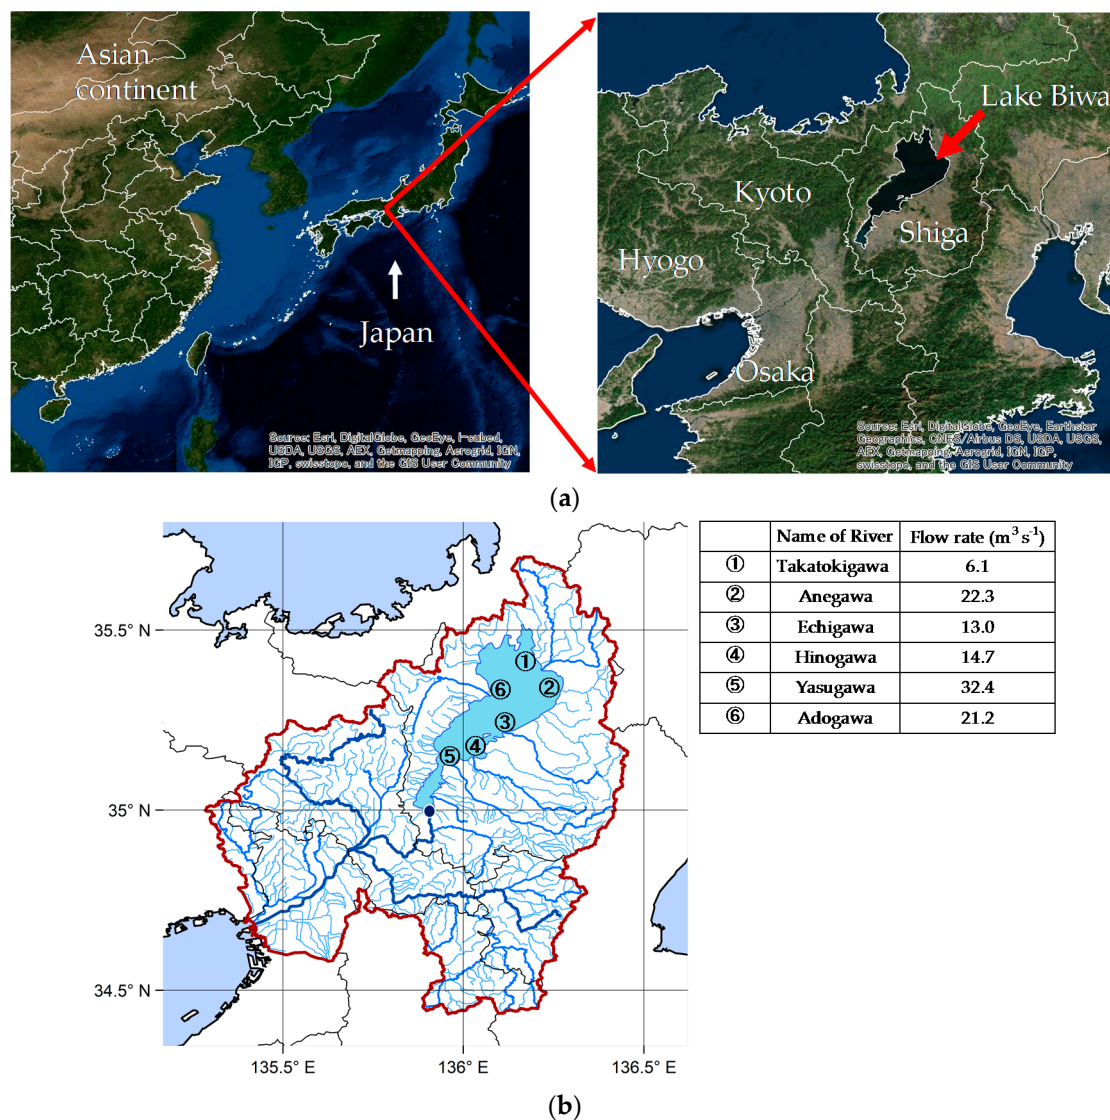 Asian
continent
Japan
Source: Esri, DigitalGlobe, GeoEye, i-cubed,
USDA, USGS, AEX, Getmapping, Aerogrid, IGN,
IGP, swisstopo, and the GIS User Community
Lake Biwa
Kyoto
Shiga
Hyogo
Osaka
Source: Esri, DigitalGlobe, GeoEye, Earthstar
Geographics, CNES/Airbus DS, USDA, USGS,
AEX, Getmapping, Aerogrid, IGN, IGP,
swisstopo, and the GIS User Community
(a)
Name of River Flow rate (m³ s⁻¹)
① Takatokigawa 6.1
② Anegawa 22.3
③ Echigawa 13.0
④ Hinogawa 14.7
⑤ Yasugawa 32.4
⑥ Adogawa 21.2
35.5° N
①
⑥ ②
③
④
⑤
35° N
34.5° N
135.5° E 136° E 136.5° E
(b)